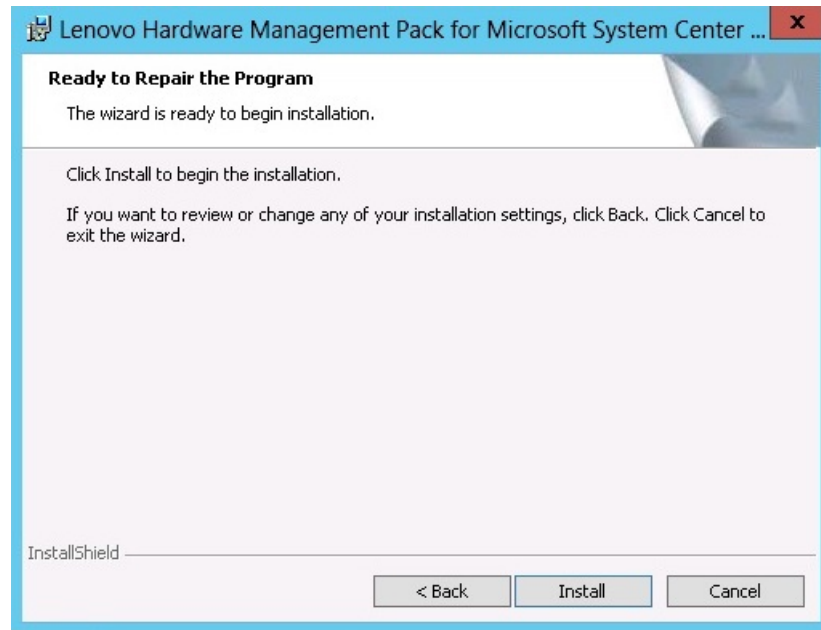 Lenovo Hardware Management Pack for Microsoft System Center ...
x
Ready to Repair the Program
The wizard is ready to begin installation.
Click Install to begin the installation.
If you want to review or change any of your installation settings, click Back. Click Cancel to
exit the wizard.
InstallShield
< Back Install Cancel